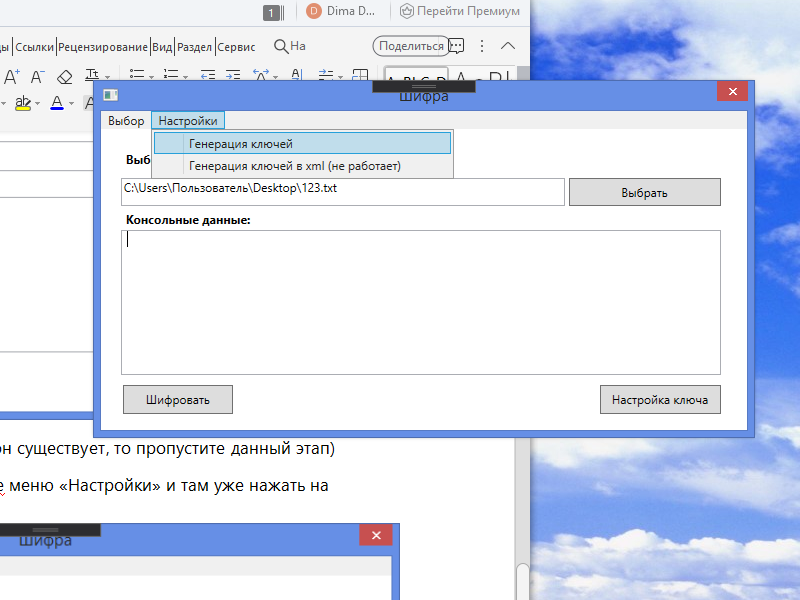 1
D Dima D... Перейти Премиум
ы Ссылки Рецензирование Вид Раздел Сервис На Поделиться
Шифра
Выбор Настройки
Генерация ключей
Генерация ключей в xml (не работает)
Выб
C:\Users\Пользователь\Desktop\123.txt
Выбрать
Консольные данные:
Шифровать
Настройка ключа
он существует, то пропустите данный этап)
е меню «Настройки» и там уже нажать на
Шифра